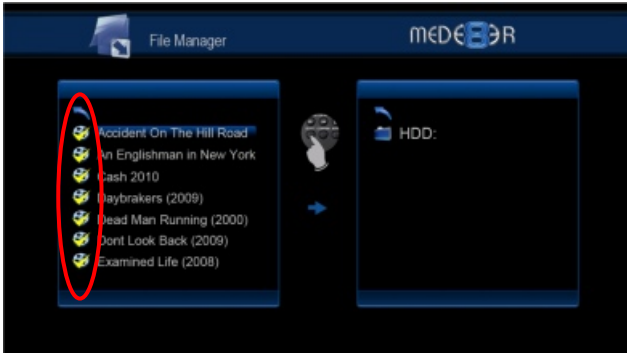 File Manager
MEDE8ER
Accident On The Hill Road
An Englishman in New York
Cash 2010
Daybrakers (2009)
Dead Man Running (2000)
Dont Look Back (2009)
Examined Life (2008)
HDD: